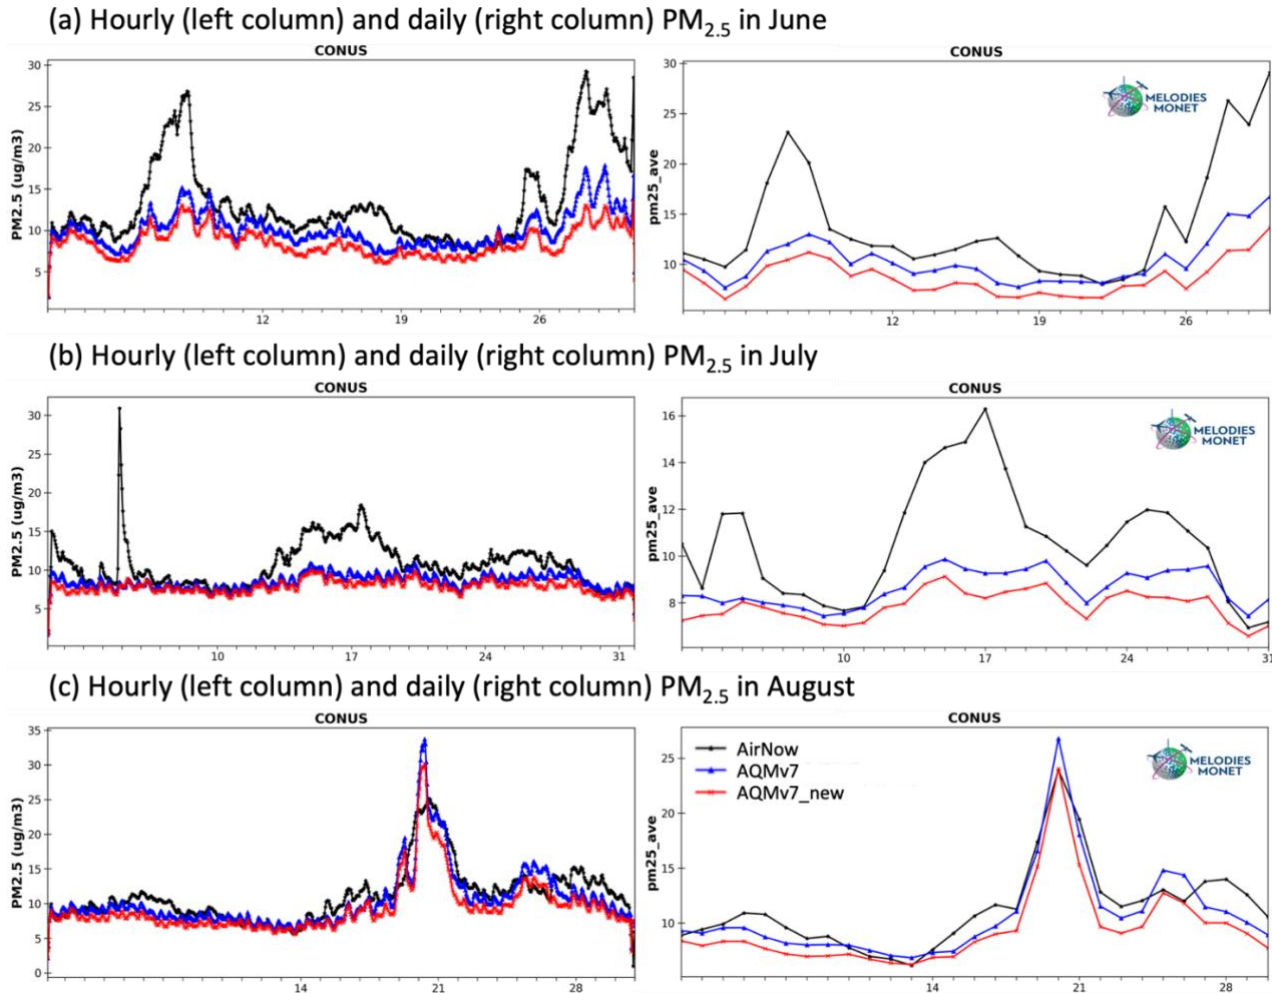 (a) Hourly (left column) and daily (right column) PM2.5 in June
CONUS
PM2.5 (ug/m3)
30
25
20
15
10
5
12
19
26
CONUS
pm25_ave
30
25
20
15
10
12
19
26
MELODIES
MONET
(b) Hourly (left column) and daily (right column) PM2.5 in July
CONUS
PM2.5 (ug/m3)
30
25
20
15
10
5
10
17
24
31
CONUS
pm25_ave
16
14
12
10
8
10
17
24
31
MELODIES
MONET
(c) Hourly (left column) and daily (right column) PM2.5 in August
CONUS
PM2.5 (ug/m3)
35
30
25
20
15
10
5
0
14
21
28
CONUS
pm25_ave
25
20
15
10
14
21
28
AirNow
AQMv7
AQMv7_new
MELODIES
MONET